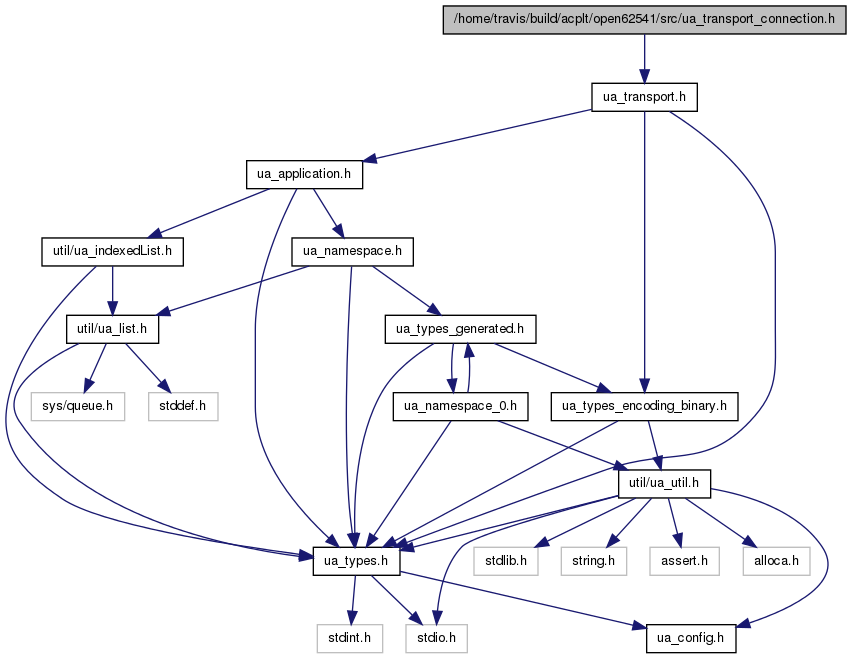 /home/travis/build/acplt/open62541/src/ua_transport_connection.h
ua_transport.h
ua_application.h
util/ua_indexedList.h
ua_namespace.h
util/ua_list.h
ua_types_generated.h
sys/queue.h
stddef.h
ua_namespace_0.h
ua_types_encoding_binary.h
util/ua_util.h
ua_types.h
stdlib.h
string.h
assert.h
alloca.h
stdint.h
stdio.h
ua_config.h